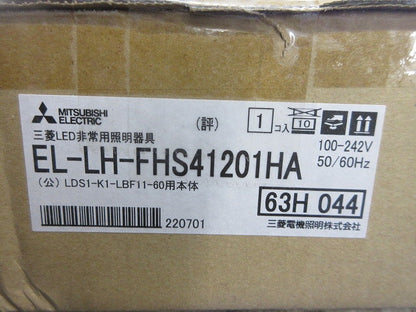 MITSUBISHI
ELECTRIC
三菱LED非常用照明器具
(評)
1 コ入
10
100-242V
50/60Hz
EL-LH-FHS41201HA
(公) LDS1-K1-LBF11-60用本体
63H 044
220701
三菱電機照明株式会社